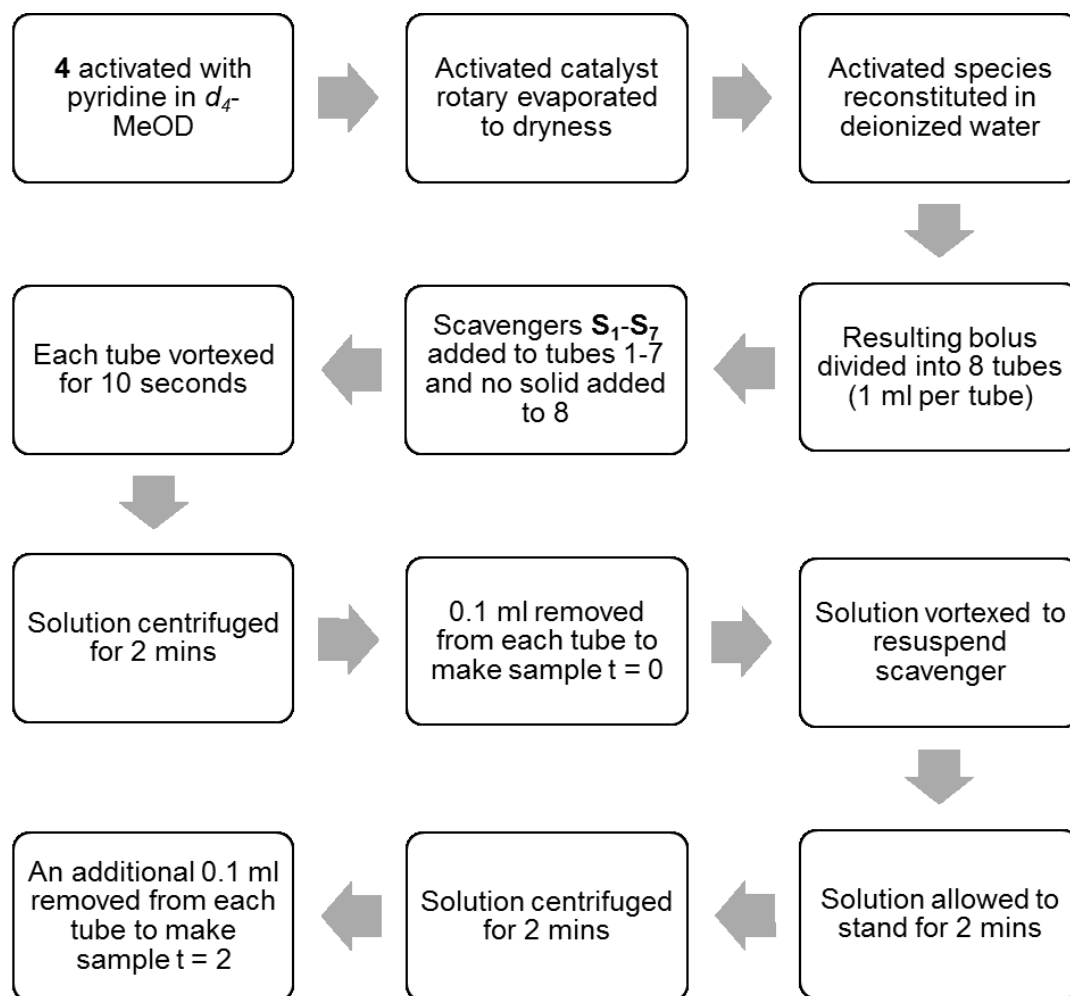 4 activated with
pyridine in d4-
MeOD
Activated catalyst
rotary evaporated
to dryness
Activated species
reconstituted in
deionized water
Resulting bolus
divided into 8 tubes
(1 ml per tube)
Scavengers S1-S7
added to tubes 1-7
and no solid added
to 8
Each tube vortexed
for 10 seconds
Solution centrifuged
for 2 mins
0.1 ml removed
from each tube to
make sample t = 0
Solution vortexed to
resuspend
scavenger
Solution allowed to
stand for 2 mins
Solution centrifuged
for 2 mins
An additional 0.1 ml
removed from each
tube to make
sample t = 2